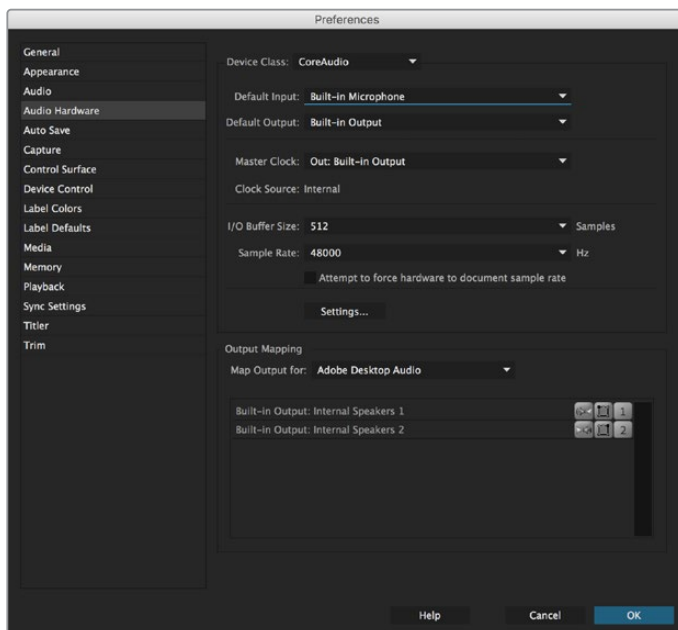 Preferences
General
Appearance
Audio
Audio Hardware
Auto Save
Capture
Control Surface
Device Control
Label Colors
Label Defaults
Media
Memory
Playback
Sync Settings
Titler
Trim
Device Class: CoreAudio
Default Input: Built-in Microphone
Default Output: Built-in Output
Master Clock: Out: Built-in Output
Clock Source: Internal
I/O Buffer Size: 512 Samples
Sample Rate: 48000 Hz
Attempt to force hardware to document sample rate
Settings...
Output Mapping
Map Output for: Adobe Desktop Audio
Built-in Output: Internal Speakers 1 1
Built-in Output: Internal Speakers 2 2
Help Cancel OK